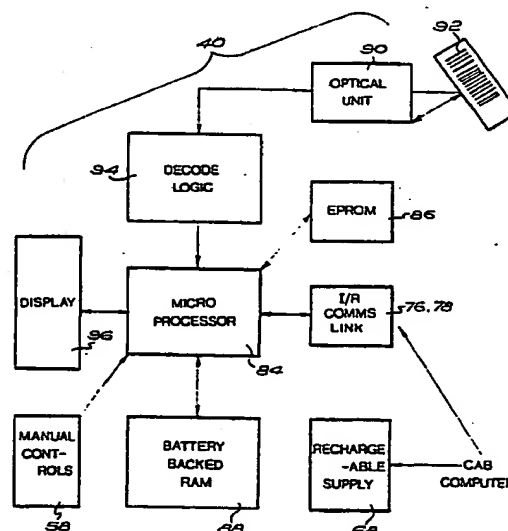 40
90
92
OPTICAL
UNIT
94
DECODE
LOGIC
EPROM
86
DISPLAY
96
MICRO
PROCESSOR
84
I/R
COMMS
LINK
76,78
MANUAL
CONT-
ROLS
58
BATTERY
BACKED
RAM
88
RECHARGE
-ABLE
SUPPLY
68
CAB
COMPUTER